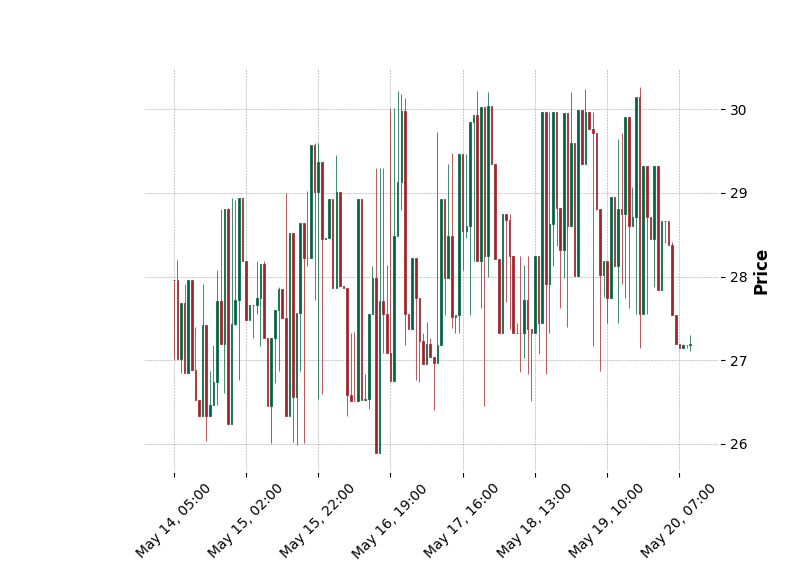 30
29
28
27
26
Price
May 14, 05:00
May 15, 02:00
May 15, 22:00
May 16, 19:00
May 17, 16:00
May 18, 13:00
May 19, 10:00
May 20, 07:00